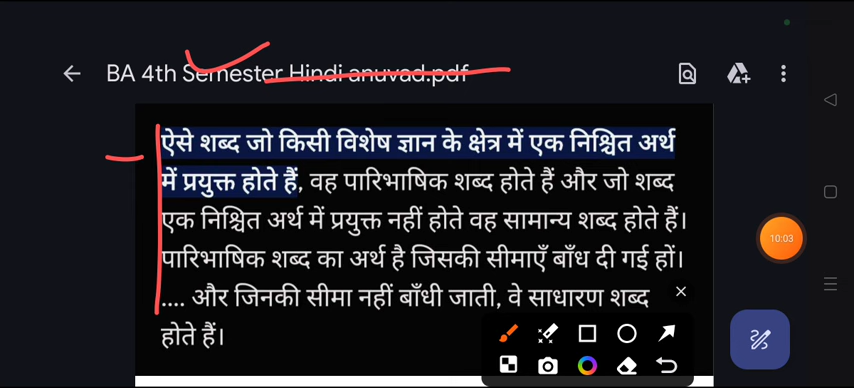 BA 4th Semester Hindi anuvad.pdf
ऐसे शब्द जो किसी विशेष ज्ञान के क्षेत्र में एक निश्चित अर्थ
में प्रयुक्त होते हैं, वह पारिभाषिक शब्द होते हैं और जो शब्द
एक निश्चित अर्थ में प्रयुक्त नहीं होते वह सामान्य शब्द होते हैं।
पारिभाषिक शब्द का अर्थ है जिसकी सीमाएँ बाँध दी गई हों।
.... और जिनकी सीमा नहीं बाँधी जाती, वे साधारण शब्द
होते हैं।
10:03